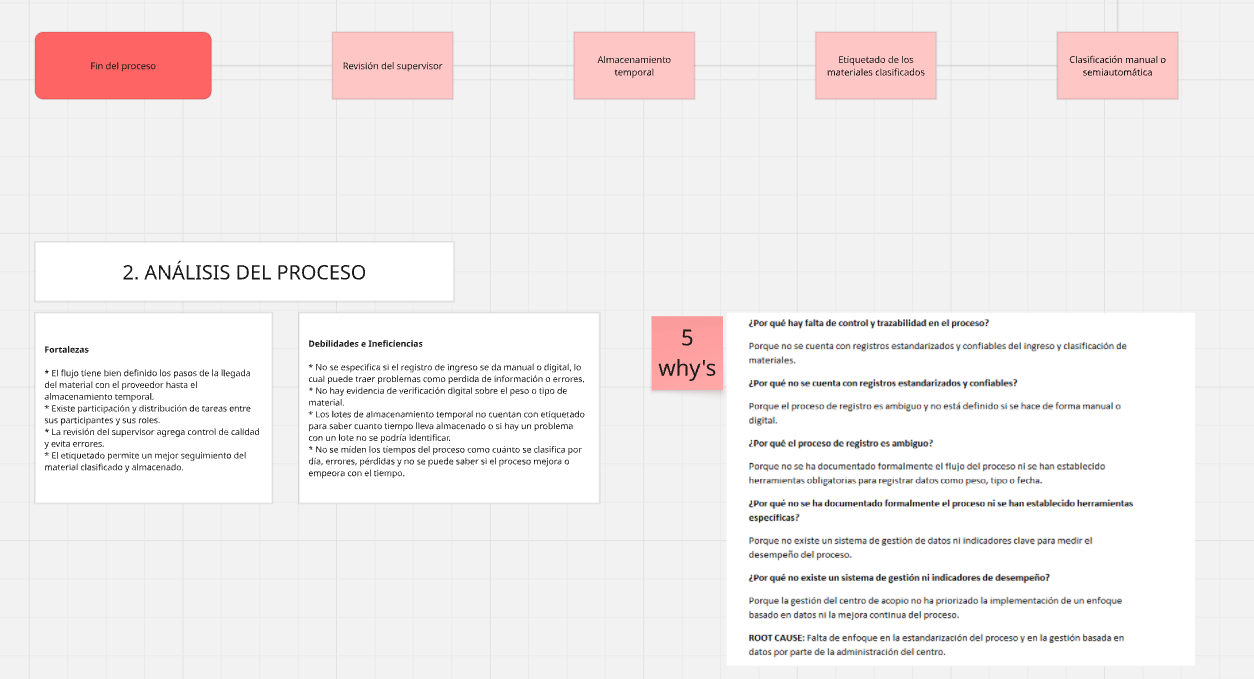 Fin del proceso
Revisión del supervisor
Almacenamiento
temporal
Etiquetado de los
materiales clasificados
Clasificación manual o
semiautomática
2. ANÁLISIS DEL PROCESO
Fortalezas
* El flujo tiene bien definido los pasos de la llegada
del material con el proveedor hasta el
almacenamiento temporal.
* Existe participación y distribución de tareas entre
sus participantes y sus roles.
* La revisión del supervisor agrega control de calidad
y evita errores.
* El etiquetado permite un mejor seguimiento del
material clasificado y almacenado.
Debilidades e Ineficiencias
* No se especifica si el registro de ingreso se da manual o digital, lo
cual puede traer problemas como perdida de información o errores.
* No hay evidencia de verificación digital sobre el peso o tipo de
material.
* Los lotes de almacenamiento temporal no cuentan con etiquetado
para saber cuanto tiempo lleva almacenado o si hay un problema
con un lote no se podría identificar.
* No se miden los tiempos del proceso como cuánto se clasifica por
día, errores, pérdidas y no se puede saber si el proceso mejora o
empeora con el tiempo.
5
why's
¿Por qué hay falta de control y trazabilidad en el proceso?
Porque no se cuenta con registros estandarizados y confiables del ingreso y clasificación de
materiales.
¿Por qué no se cuenta con registros estandarizados y confiables?
Porque el proceso de registro es ambiguo y no está definido si se hace de forma manual o
digital.
¿Por qué el proceso de registro es ambiguo?
Porque no se ha documentado formalmente el flujo del proceso ni se han establecido
herramientas obligatorias para registrar datos como peso, tipo o fecha.
¿Por qué no se ha documentado formalmente el proceso ni se han establecido herramientas
específicas?
Porque no existe un sistema de gestión de datos ni indicadores clave para medir el
desempeño del proceso.
¿Por qué no existe un sistema de gestión ni indicadores de desempeño?
Porque la gestión del centro de acopio no ha priorizado la implementación de un enfoque
basado en datos ni la mejora continua del proceso.
ROOT CAUSE: Falta de enfoque en la estandarización del proceso y en la gestión basada en
datos por parte de la administración del centro.